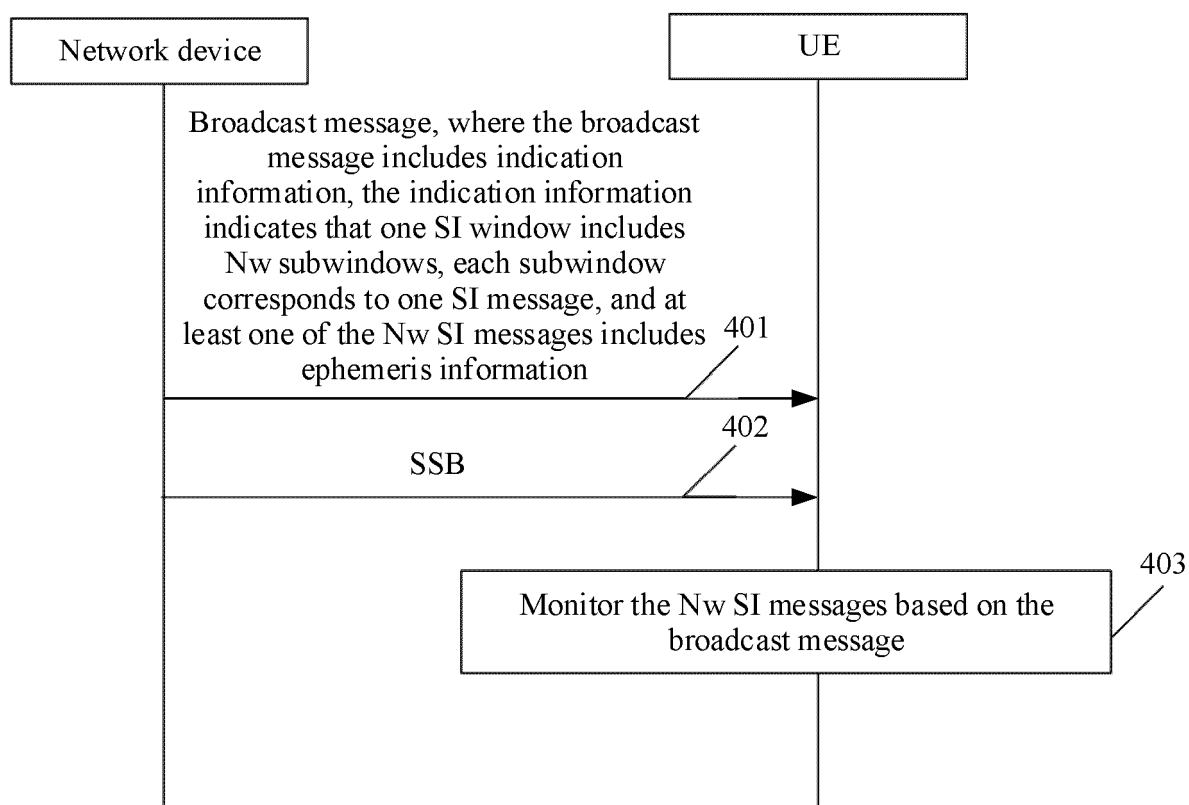 Network device
UE
Broadcast message, where the broadcast
message includes indication
information, the indication information
indicates that one SI window includes
Nw subwindows, each subwindow
corresponds to one SI message, and at
least one of the Nw SI messages includes
ephemeris information
401
402
SSB
403
Monitor the Nw SI messages based on the
broadcast message